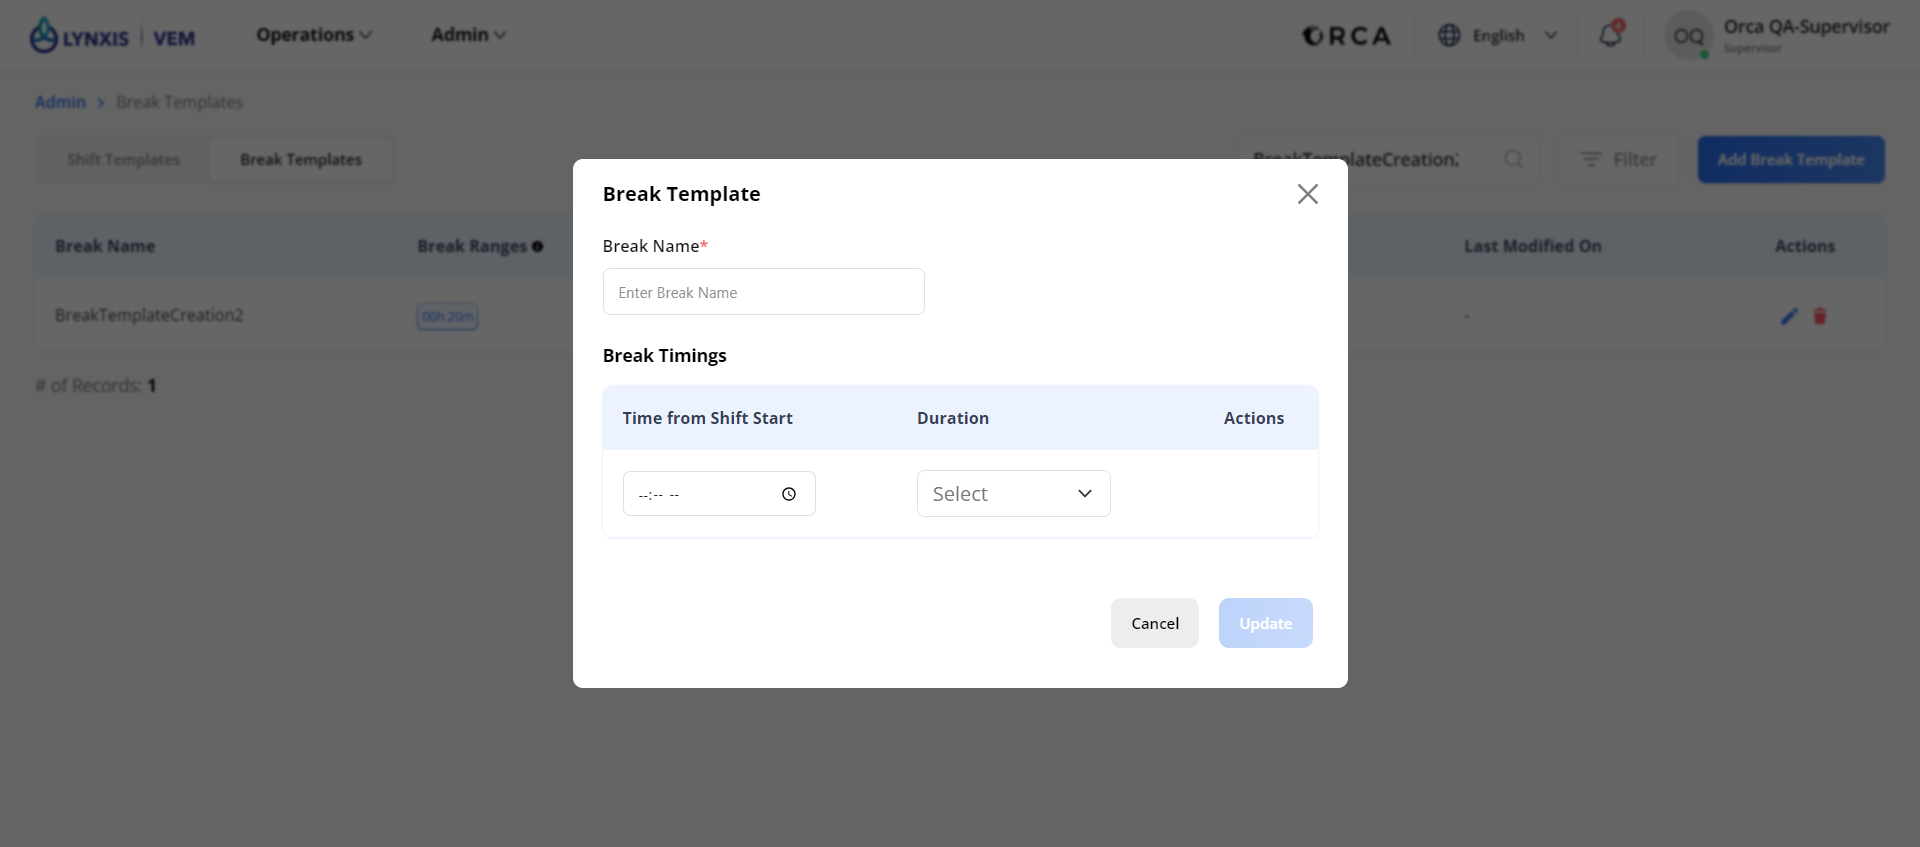 LYNXIS | VEM
Operations
Admin
ORCA
English
4
OQ
Orca QA-Supervisor
Supervisor
Admin > Break Templates
Shift Templates
Break Templates
BreakTemplateCreation2
Filter
Add Break Template
Break Name
Break Ranges
Last Modified On
Actions
BreakTemplateCreation2
00h 20m
-
# of Records: 1
Break Template
Break Name*
Enter Break Name
Break Timings
Time from Shift Start
Duration
Actions
--:-- --
Select
Cancel
Update